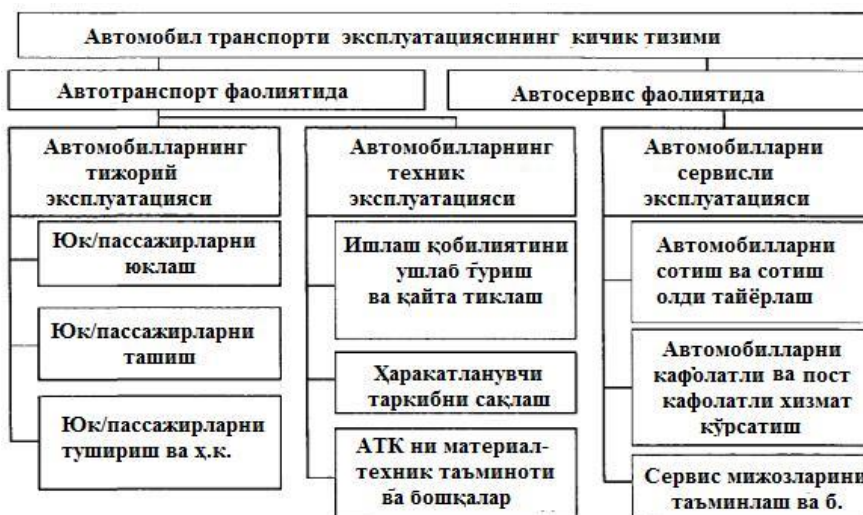 Автомобил транспорти эксплуатациясининг кичик тизими
Автотранспорт фаолиятида
Автосервис фаолиятида
Автомобилларнинг
тижорий
эксплуатацияси
Юк/пассажирларни
юклаш
Юк/пассажирларни
ташиш
Юк/пассажирларни
тушириш ва ҳ.к.
Автомобилларнинг
техник
эксплуатацияси
Ишлаш қобилиятини
ушлаб туриш
ва қайта тиклаш
Ҳаракатланувчи
таркибни сақлаш
АТК ни материал-
техник таъминоти
ва бошқалар
Автомобилларни
сервисли
эксплуатацияси
Автомобилларни
сотиш ва сотиш
олди тайёрлаш
Автомобилларни
кафолатли ва пост
кафолатли хизмат
кўрсатиш
Сервис мижозларини
таъминлаш ва б.